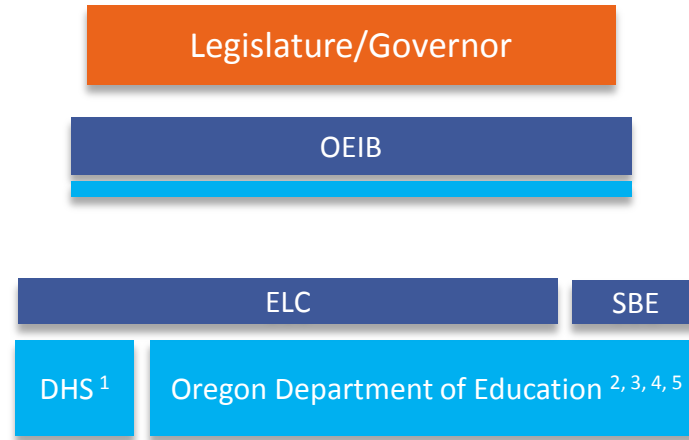 Legislature/Governor
OEIB
ELC
SBE
DHS 1
Oregon Department of Education 2, 3, 4, 5